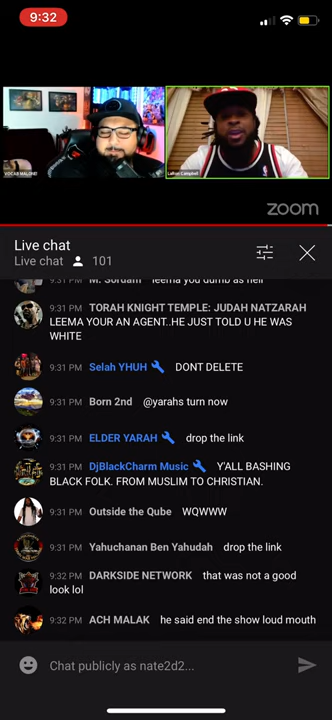 9:32
VOCAB MALONE
LaRon Campbell
zoom
Live chat
Live chat 101
9:31 PM M. Sordam leema you dumb as hell
9:31 PM TORAH KNIGHT TEMPLE: JUDAH NATZARAH
LEEMA YOUR AN AGENT..HE JUST TOLD U HE WAS
WHITE
9:31 PM Selah YHUH DONT DELETE
9:31 PM Born 2nd @yarahs turn now
9:31 PM ELDER YARAH drop the link
9:31 PM DjBlackCharm Music Y'ALL BASHING
BLACK FOLK. FROM MUSLIM TO CHRISTIAN.
9:31 PM Outside the Qube WQWWW
9:31 PM Yahuchanan Ben Yahudah drop the link
9:32 PM DARKSIDE NETWORK that was not a good
look lol
9:32 PM ACH MALAK he said end the show loud mouth
Chat publicly as nate2d2...